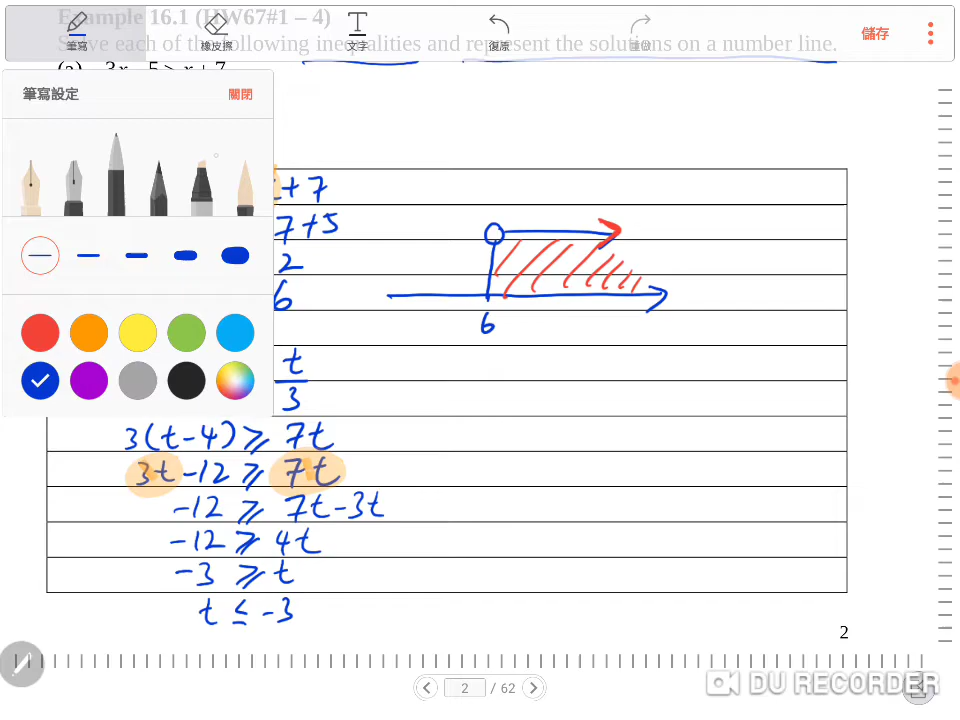 Example 16.1 (HW67#1 – 4)
Solve each of the following inequalities and represent the solutions on a number line.
筆寫
橡皮擦
文字
復原
重做
儲存
(a) 3x – 5 > x + 7
筆寫設定
關閉
+ 7
7 + 5
2
6
6
t
3
3(t – 4) ⩾ 7t
3t – 12 ⩾ 7t
–12 ⩾ 7t – 3t
–12 ⩾ 4t
–3 ⩾ t
t ≤ –3
2
2 / 62
DU RECORDER